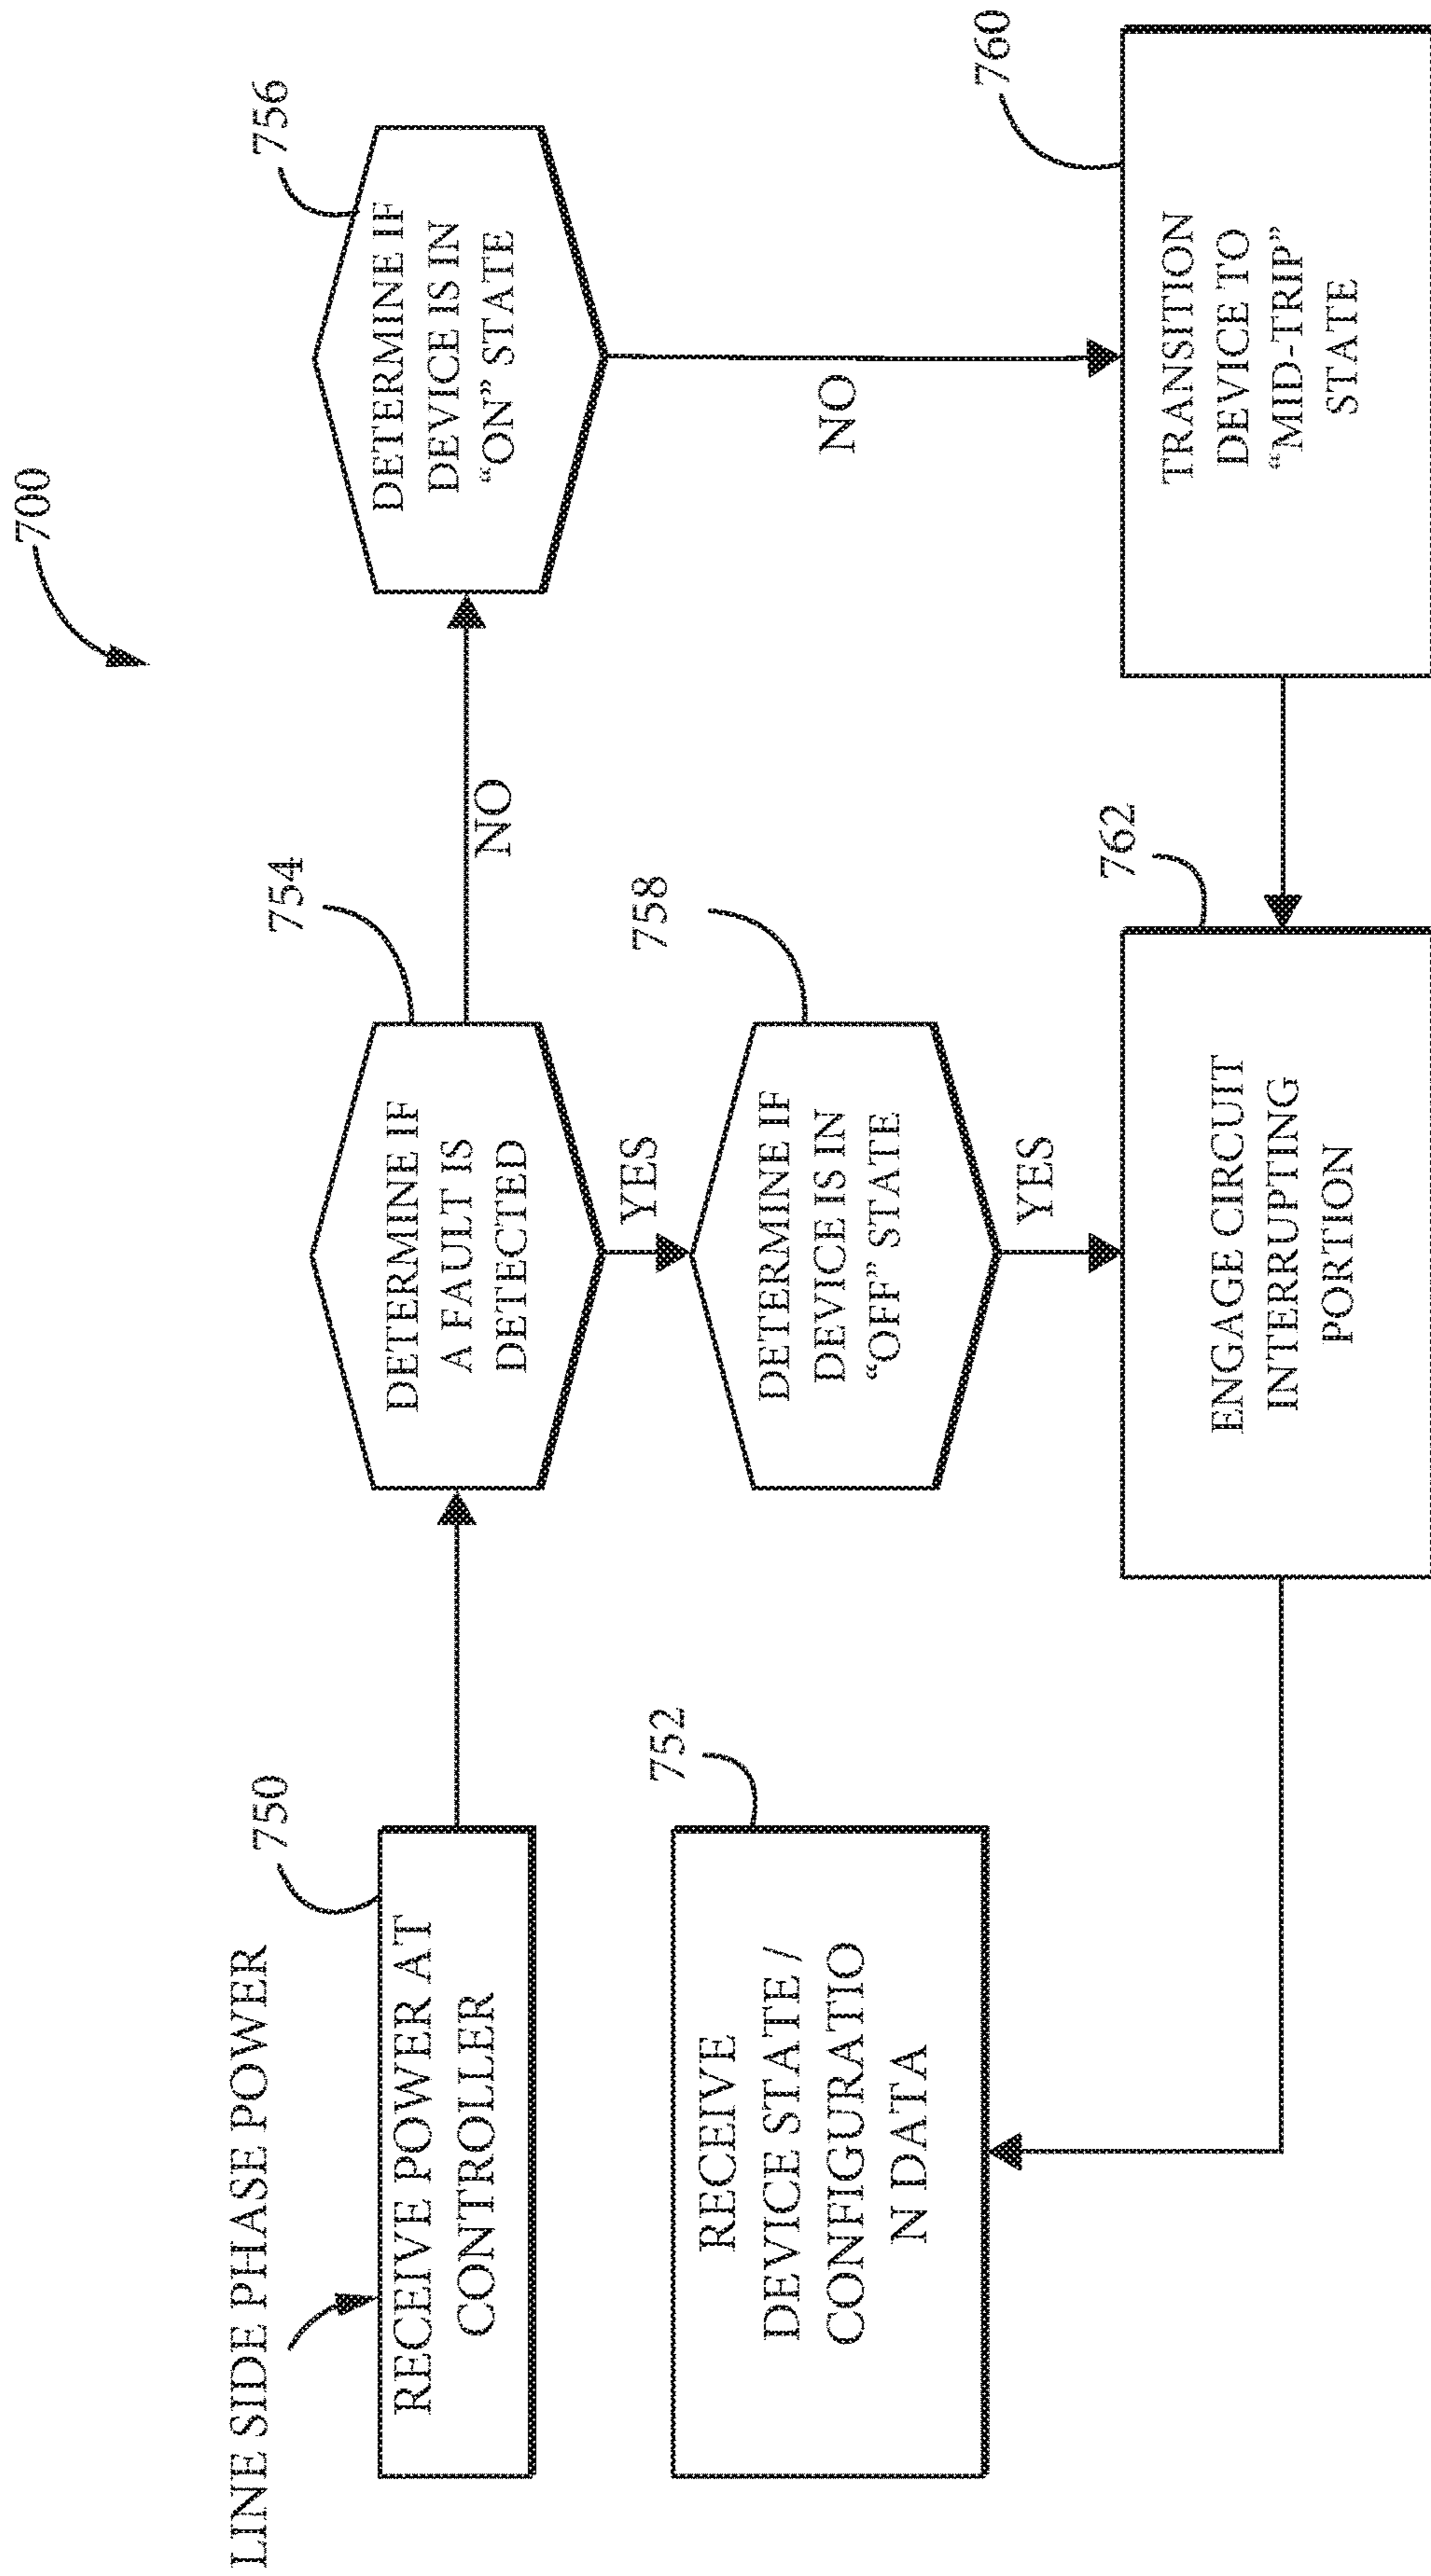 700
LINE SIDE PHASE POWER
750
RECEIVE POWER AT
CONTROLLER
754
DETERMINE IF
A FAULT IS
DETECTED
NO
756
DETERMINE IF
DEVICE IS IN
“ON” STATE
YES
752
RECEIVE
DEVICE STATE /
CONFIGURATIO
N DATA
758
DETERMINE IF
DEVICE IS IN
“OFF” STATE
NO
YES
762
ENGAGE CIRCUIT
INTERRUPTING
PORTION
760
TRANSITION
DEVICE TO
“MID-TRIP”
STATE